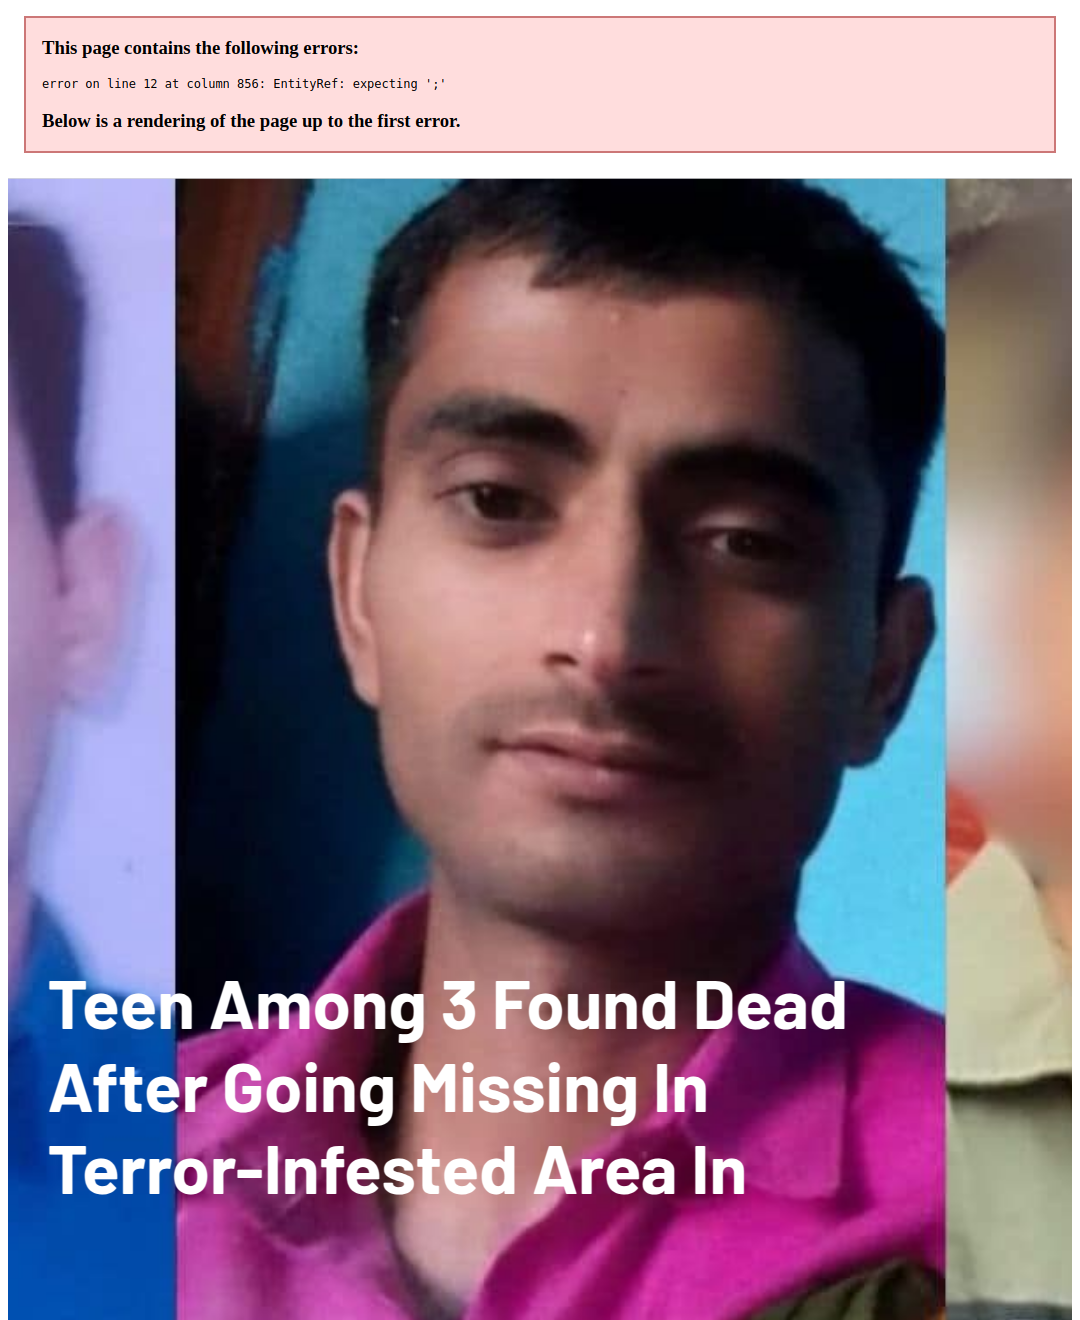 This page contains the following errors:
error on line 12 at column 856: EntityRef: expecting ';'
Below is a rendering of the page up to the first error.
Teen Among 3 Found Dead
After Going Missing In
Terror-Infested Area In